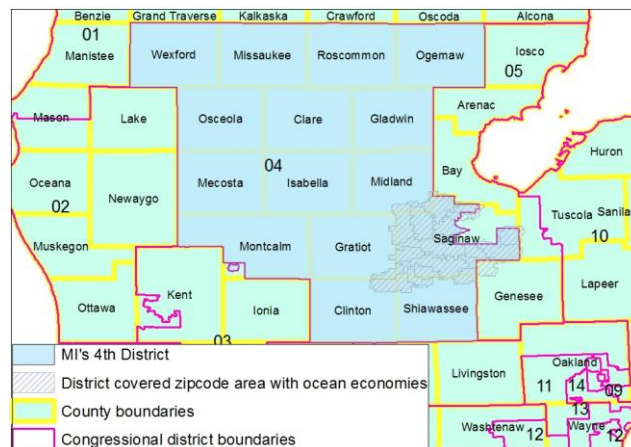 Benzie Grand Traverse Kalkaska Crawford Oscoda Alcona
01
Manistee Wexford Missaukee Roscommon Ogemaw Iosco
05
Mason Lake Osceola Clare Gladwin Arenac
Huron
04
Oceana Newaygo Mecosta Isabella Midland Bay
02
Tuscola Sanila
10
Muskegon Montcalm Gratiot Saginaw
Ottawa Kent Ionia Clinton Shiawassee Genesee Lapeer
03
MI's 4th District
District covered zipcode area with ocean economies
County boundaries
Congressional district boundaries
Livingston Oakland
11 14 09
13
Washtenaw 12 Wayne 12